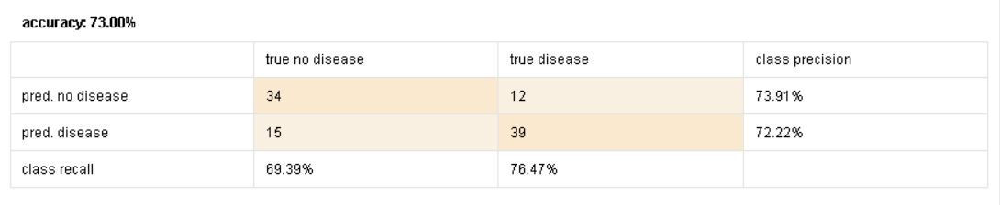 accuracy: 73.00%
true no disease true disease class precision
pred. no disease 34 12 73.91%
pred. disease 15 39 72.22%
class recall 69.39% 76.47%